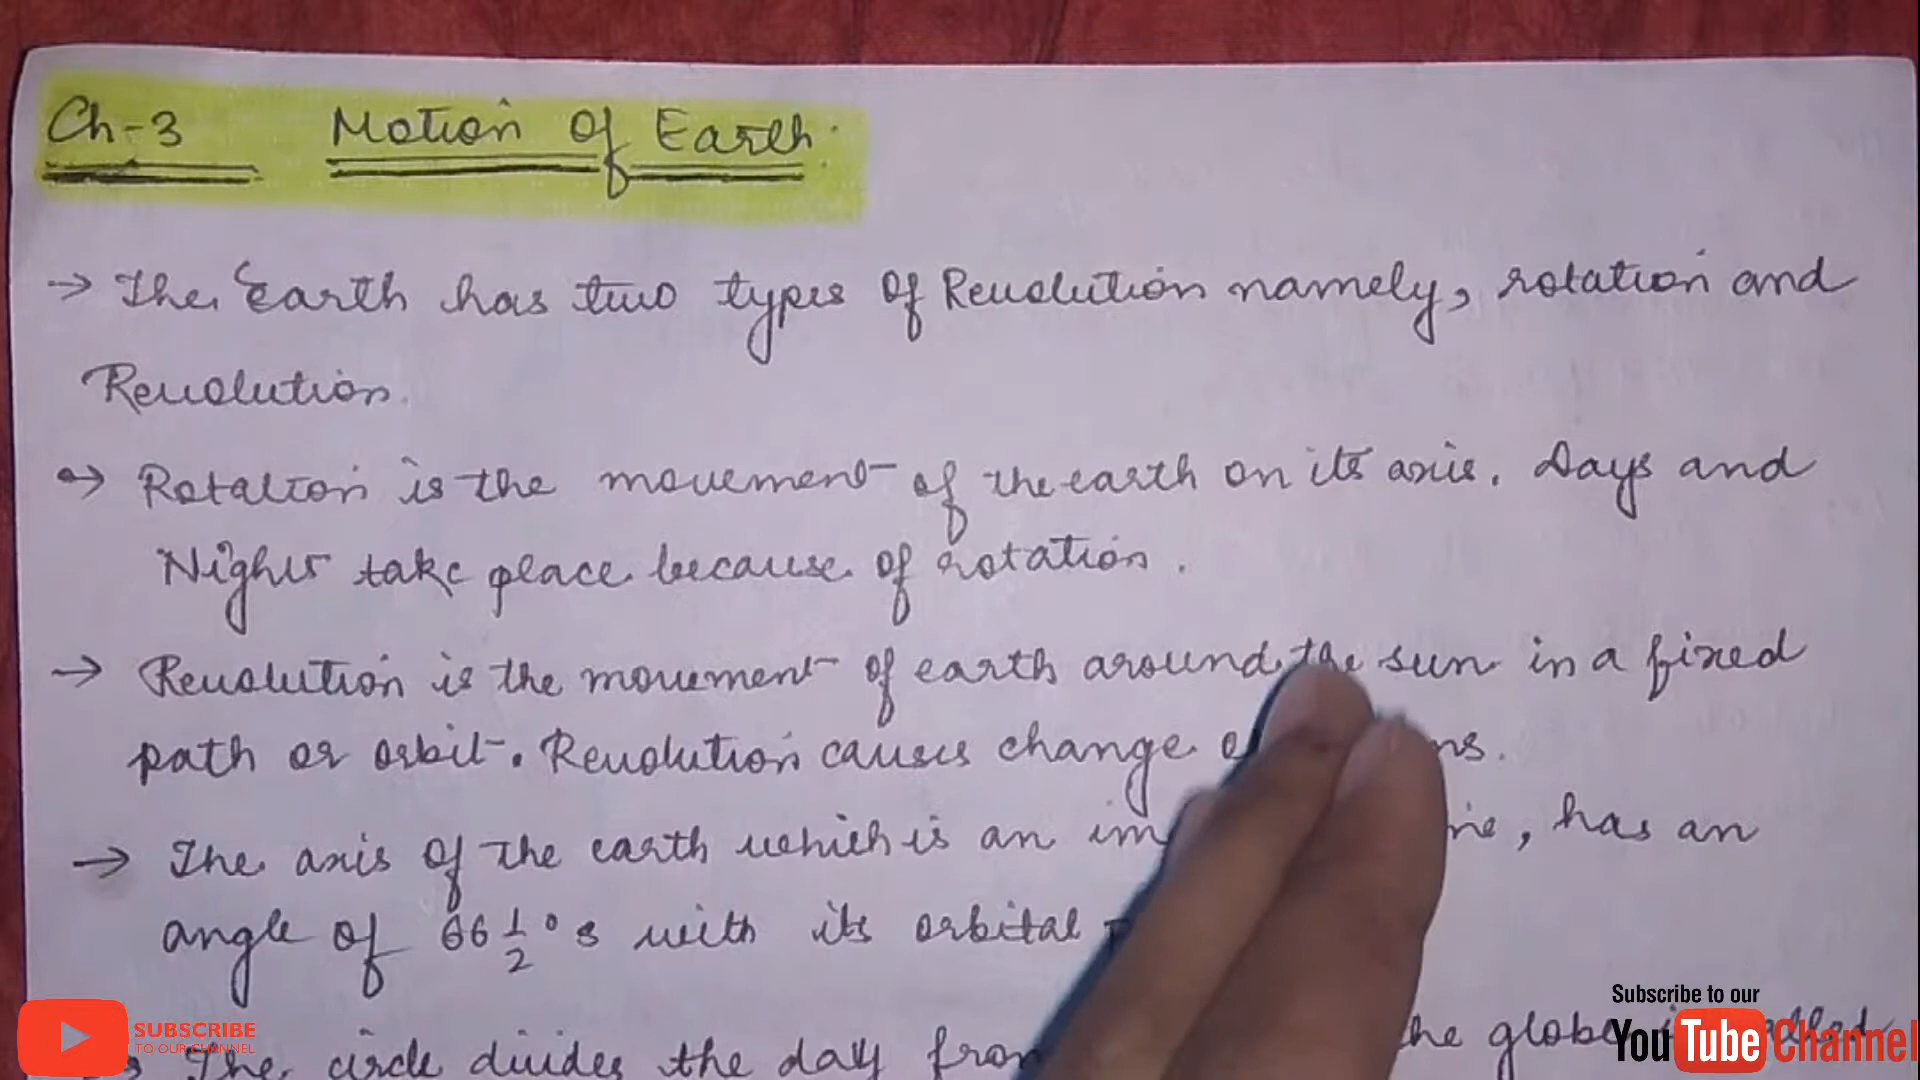 Ch-3 Motion Of Earth.
→ The Earth has two types Of Revolution namely, rotation and
Revolution.
→ Rotation is the movement of the earth on its axis. Days and
Nights take place because of rotation.
→ Revolution is the movement of earth around the sun in a fixed
path or orbit. Revolution causes change
→ The axis of the earth which is an has an
angle of 66 1/2° s with its orbital
The circle divides the day the globe
SUBSCRIBE
TO OUR CHANNEL
Subscribe to our
YouTube Channel